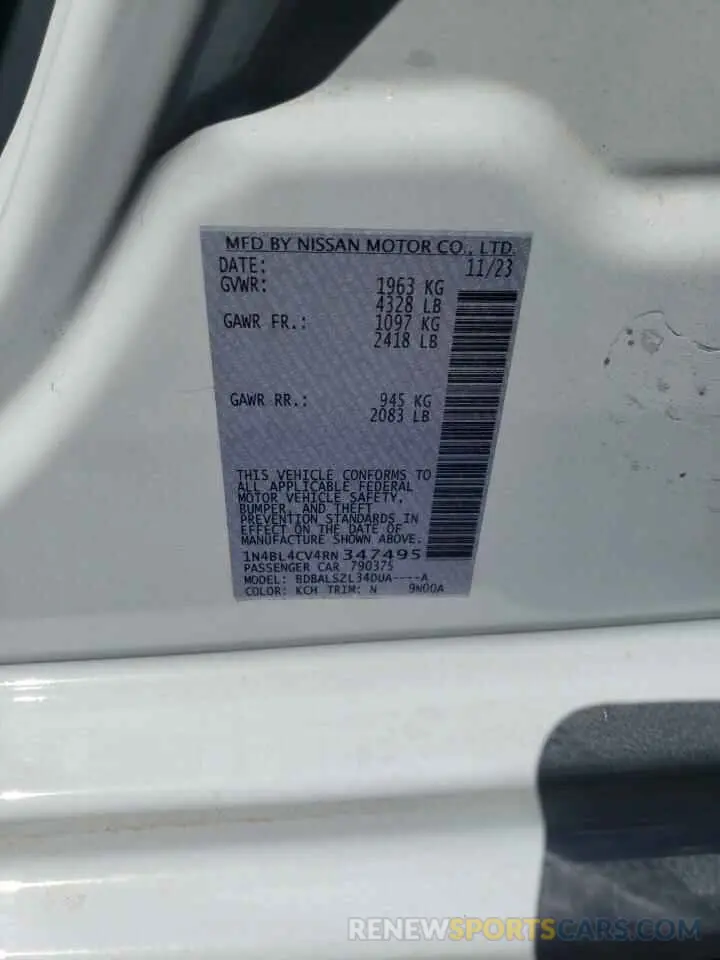 MFD BY NISSAN MOTOR CO., LTD.
DATE: 11/23
GVWR: 1963 KG
4328 LB
GAWR FR.: 1097 KG
2418 LB
GAWR RR.: 945 KG
2083 LB
THIS VEHICLE CONFORMS TO
ALL APPLICABLE FEDERAL
MOTOR VEHICLE SAFETY,
BUMPER, AND THEFT
PREVENTION STANDARDS IN
EFFECT ON THE DATE OF
MANUFACTURE SHOWN ABOVE.
1N4BL4CV4RN347495
PASSENGER CAR 790375
MODEL: BDBALSZL340UA----A
COLOR: KCH TRIM: N 9N00A
RENEWSPORTSCARS.COM